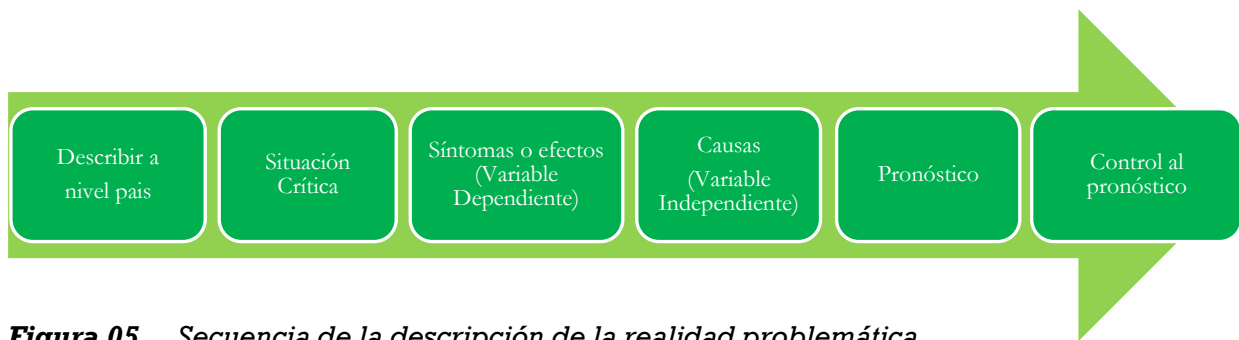 Describir a
nivel pais
Situación
Crítica
Síntomas o efectos
(Variable
Dependiente)
Causas
(Variable
Independiente)
Pronóstico
Control al
pronóstico
Figura 05 Secuencia de la descripción de la realidad problemática